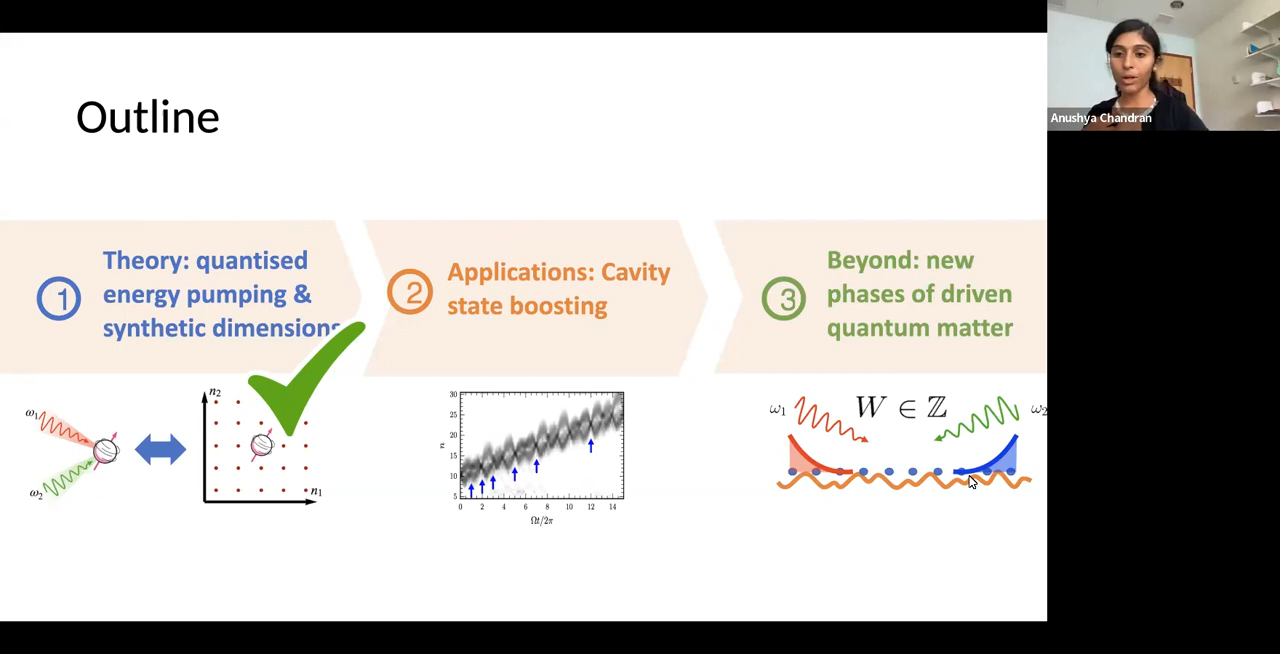 Outline
Anushya Chandran
1
Theory: quantised
energy pumping &
synthetic dimensions
2
Applications: Cavity
state boosting
3
Beyond: new
phases of driven
quantum matter
ω₁
ω₂
n₂
n₁
30
25
20
15
10
5
n
0 2 4 6 8 10 12 14
Ωt/2π
ω₁
W ∈ ℤ
ω₂